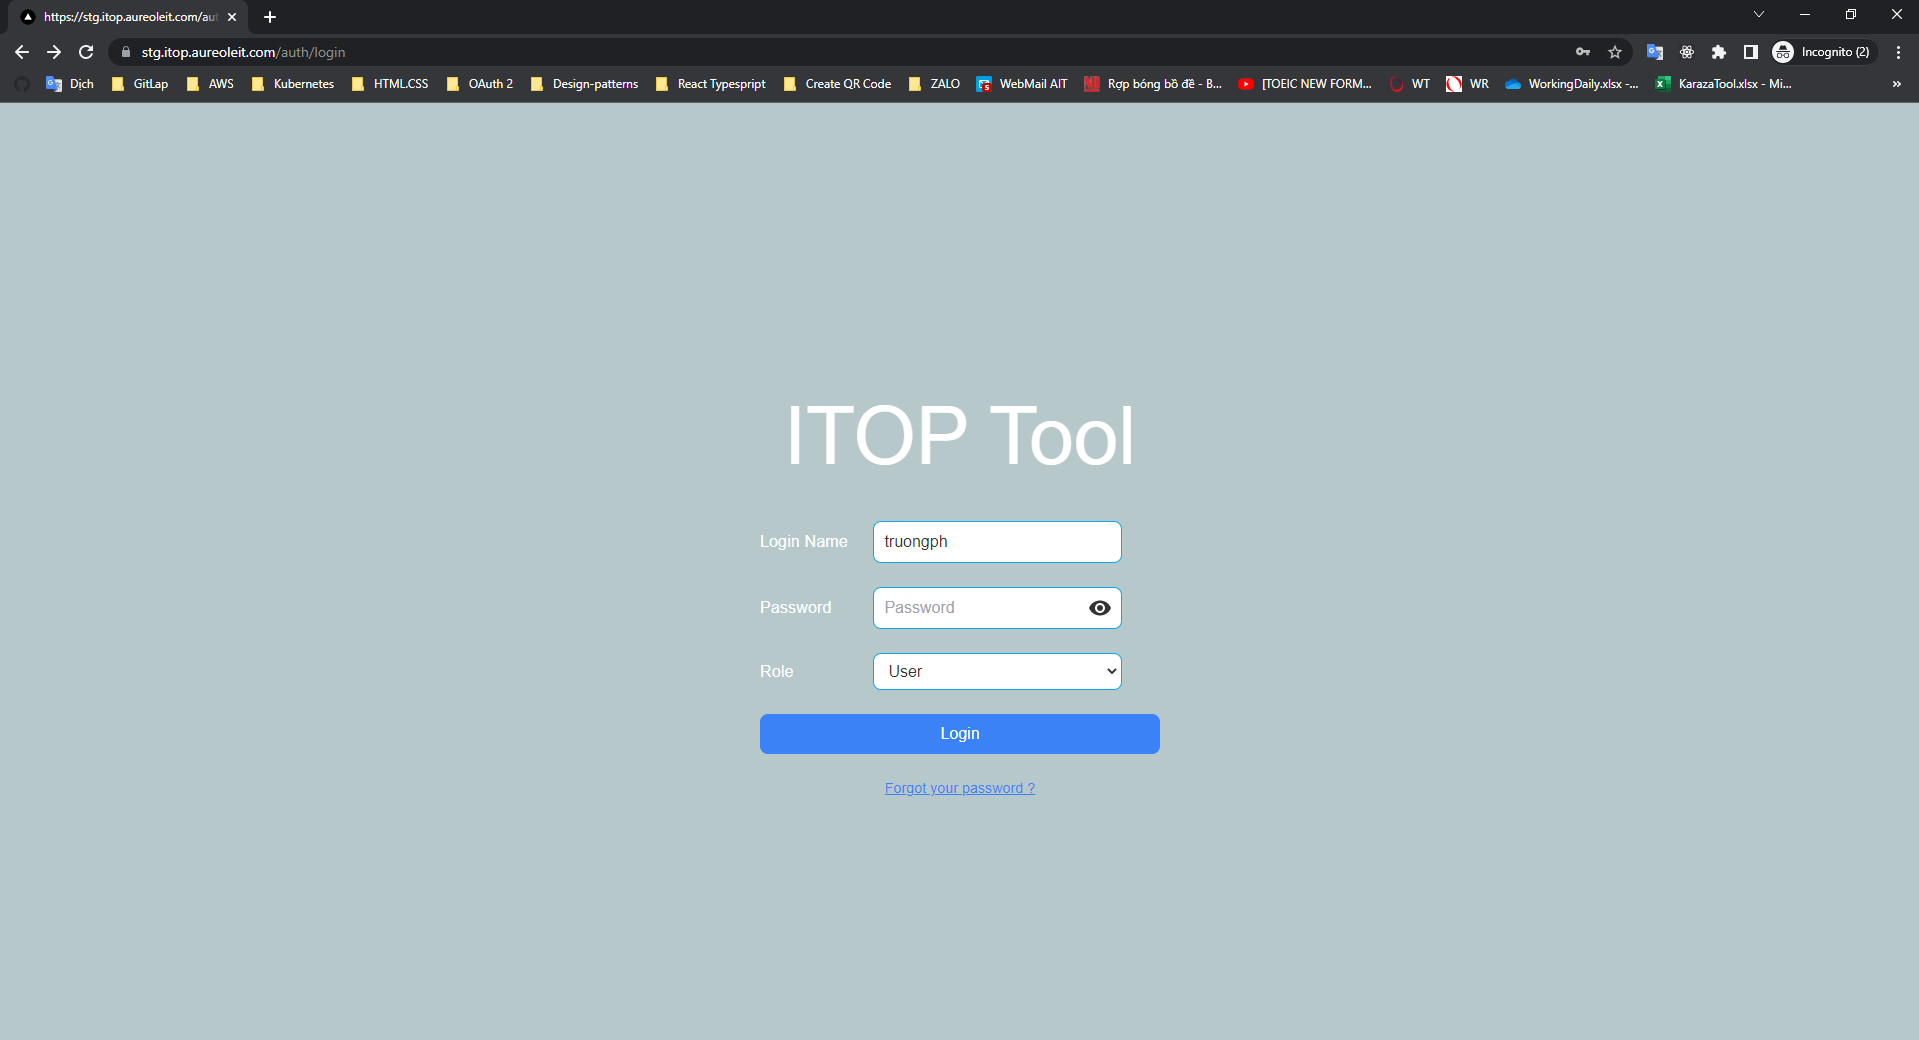 https://stg.itop.aureoleit.com/aut
stg.itop.aureoleit.com/auth/login
Incognito (2)
Dịch GitLap AWS Kubernetes HTML.CSS OAuth 2 Design-patterns React Typespript Create QR Code ZALO WebMail AIT Rợp bóng bồ đề - B... [TOEIC NEW FORM... WT WR WorkingDaily.xlsx -... KarazaTool.xlsx - Mi... »
ITOP Tool
Login Name truongph
Password Password
Role User
Login
Forgot your password ?